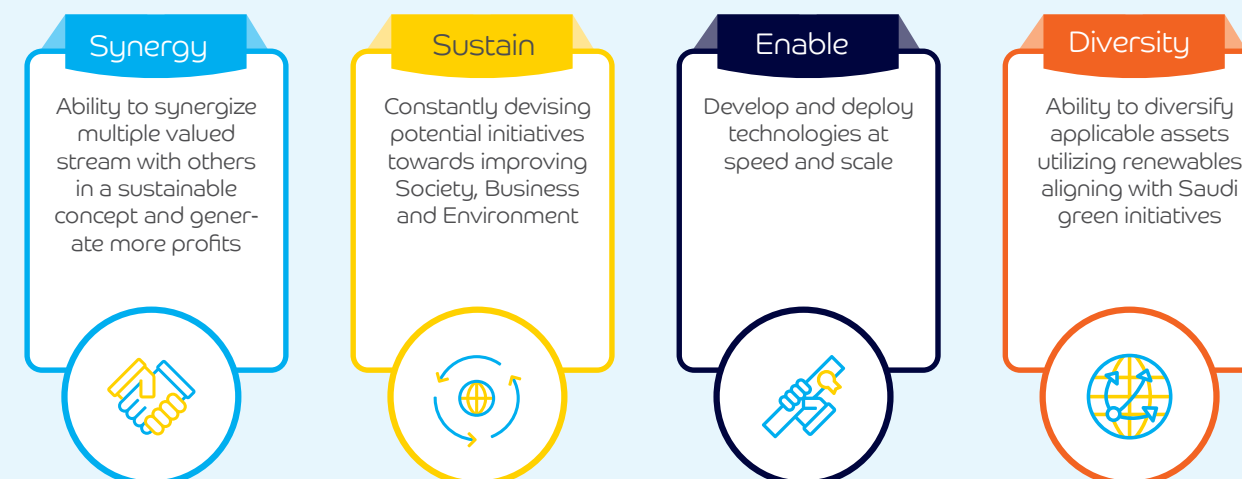 Synergy
Ability to synergize
multiple valued
stream with others
in a sustainable
concept and gener-
ate more profits
Sustain
Constantly devising
potential initiatives
towards improving
Society, Business
and Environment
Enable
Develop and deploy
technologies at
speed and scale
Diversity
Ability to diversify
applicable assets
utilizing renewables
aligning with Saudi
green initiatives